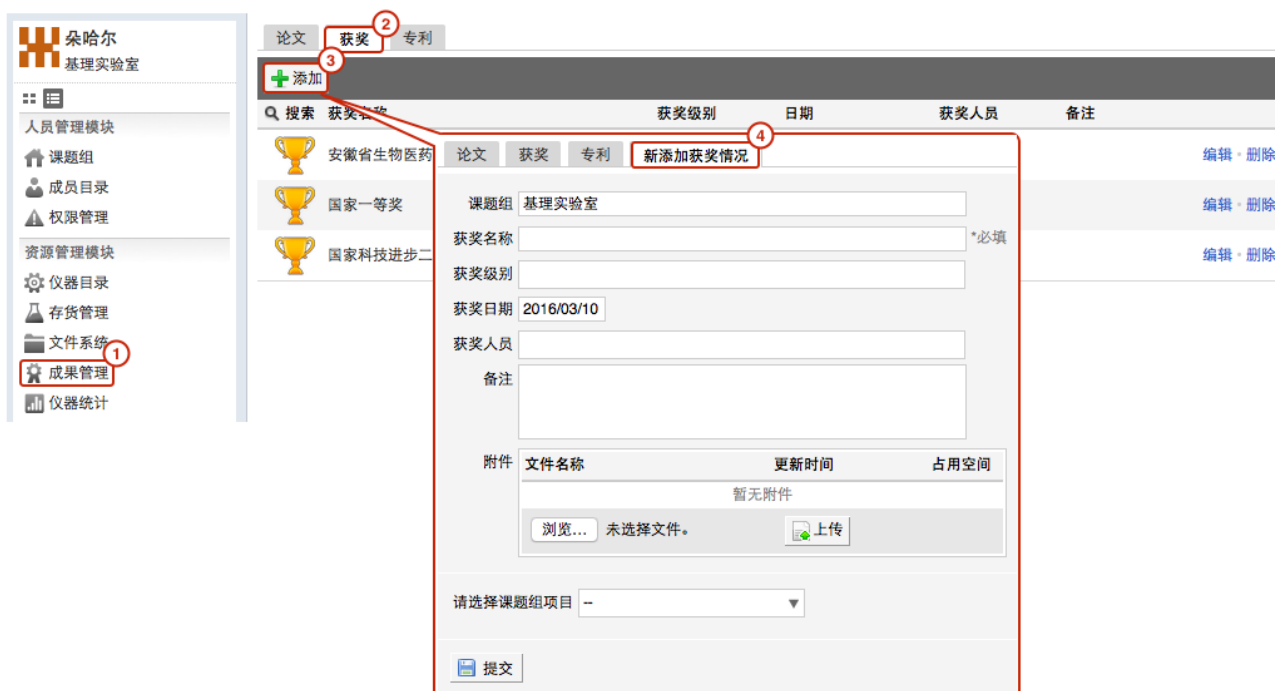 朵哈尔
基理实验室
人员管理模块
课题组
成员目录
权限管理
资源管理模块
仪器目录
存货管理
文件系统
1
成果管理
仪器统计
2
论文 获奖 专利
3
添加
搜索 获奖名称 获奖级别 日期 获奖人员 备注
安徽省生物医药 编辑 删除
国家一等奖 编辑 删除
国家科技进步二 编辑 删除
4
论文 获奖 专利 新添加获奖情况
课题组 基理实验室
获奖名称 *必填
获奖级别
获奖日期 2016/03/10
获奖人员
备注
附件 文件名称 更新时间 占用空间
暂无附件
浏览... 未选择文件。 上传
请选择课题组项目 --
提交